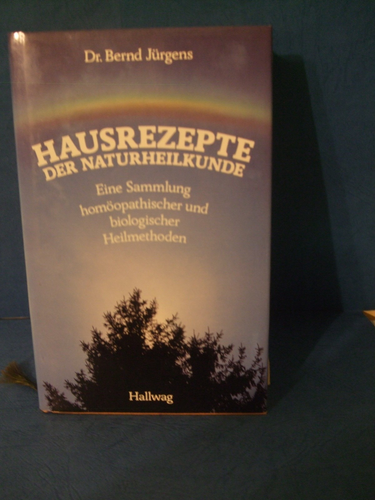 Dr. Bernd Jürgens
HAUSREZEPTE
DER NATURHEILKUNDE
Eine Sammlung
homöopathischer und
biologischer
Heilmethoden
Hallwag